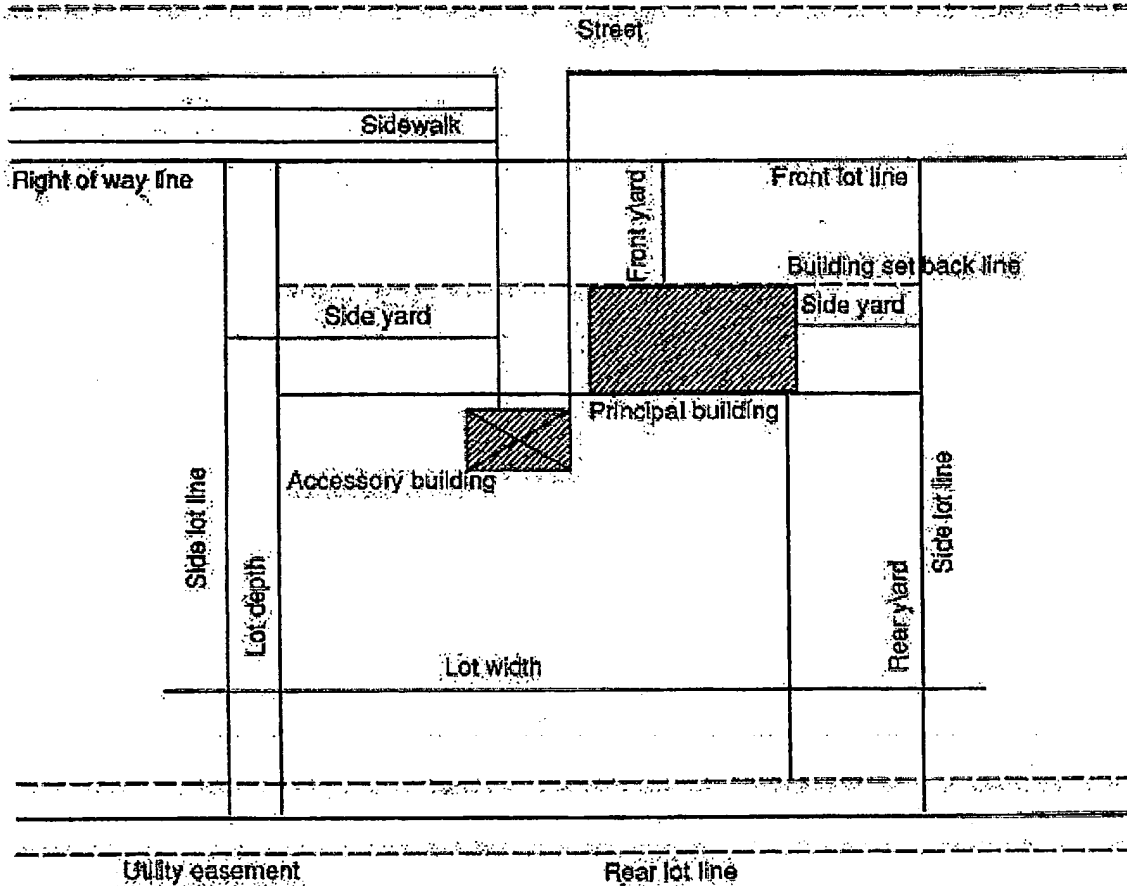 Street
Sidewalk
Right of way line
Front lot line
Front yard
Building set back line
Side yard
Side yard
Principal building
Accessory building
Side lot line
Lot depth
Side lot line
Rear yard
Lot width
Utility easement
Rear lot line